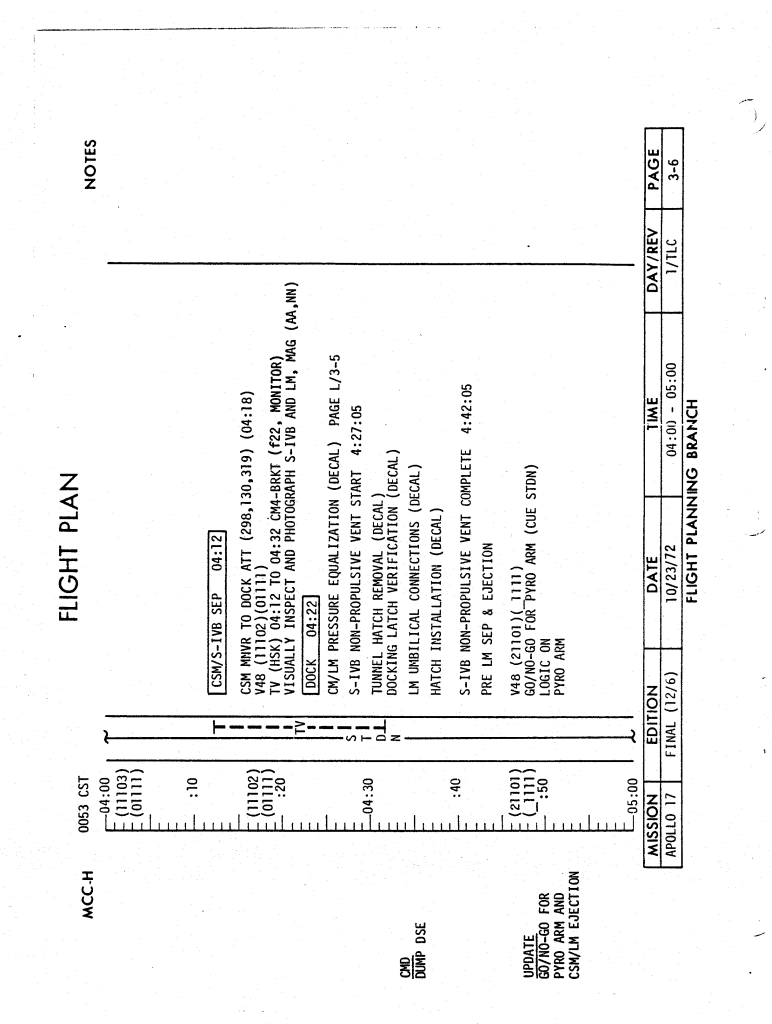 FLIGHT PLAN
MCC-H
0053 CST
NOTES
04:00
(11103)
(01111)
:10
CSM/S-IVB SEP 04:12
CSM MNVR TO DOCK ATT (298,130,319) (04:18)
V48 (11102)(01111)
TV (HSK) 04:12 TO 04:32 CM4-BRKT (f22, MONITOR)
VISUALLY INSPECT AND PHOTOGRAPH S-IVB AND LM, MAG (AA,NN)
(11102)
(01111)
:20
TV
DOCK 04:22
CM/LM PRESSURE EQUALIZATION (DECAL) PAGE L/3-5
S-IVB NON-PROPULSIVE VENT START 4:27:05
04:30
S
T
D
N
TUNNEL HATCH REMOVAL (DECAL)
DOCKING LATCH VERIFICATION (DECAL)
CMD
DUMP DSE
LM UMBILICAL CONNECTIONS (DECAL)
HATCH INSTALLATION (DECAL)
:40
S-IVB NON-PROPULSIVE VENT COMPLETE 4:42:05
PRE LM SEP & EJECTION
(21101)
(_1111)
:50
V48 (21101)(_1111)
GO/NO-GO FOR PYRO ARM (CUE STDN)
LOGIC ON
PYRO ARM
UPDATE
GO/NO-GO FOR
PYRO ARM AND
CSM/LM EJECTION
05:00
MISSION EDITION DATE TIME DAY/REV PAGE
APOLLO 17 FINAL (12/6) 10/23/72 04:00 - 05:00 1/TLC 3-6
FLIGHT PLANNING BRANCH